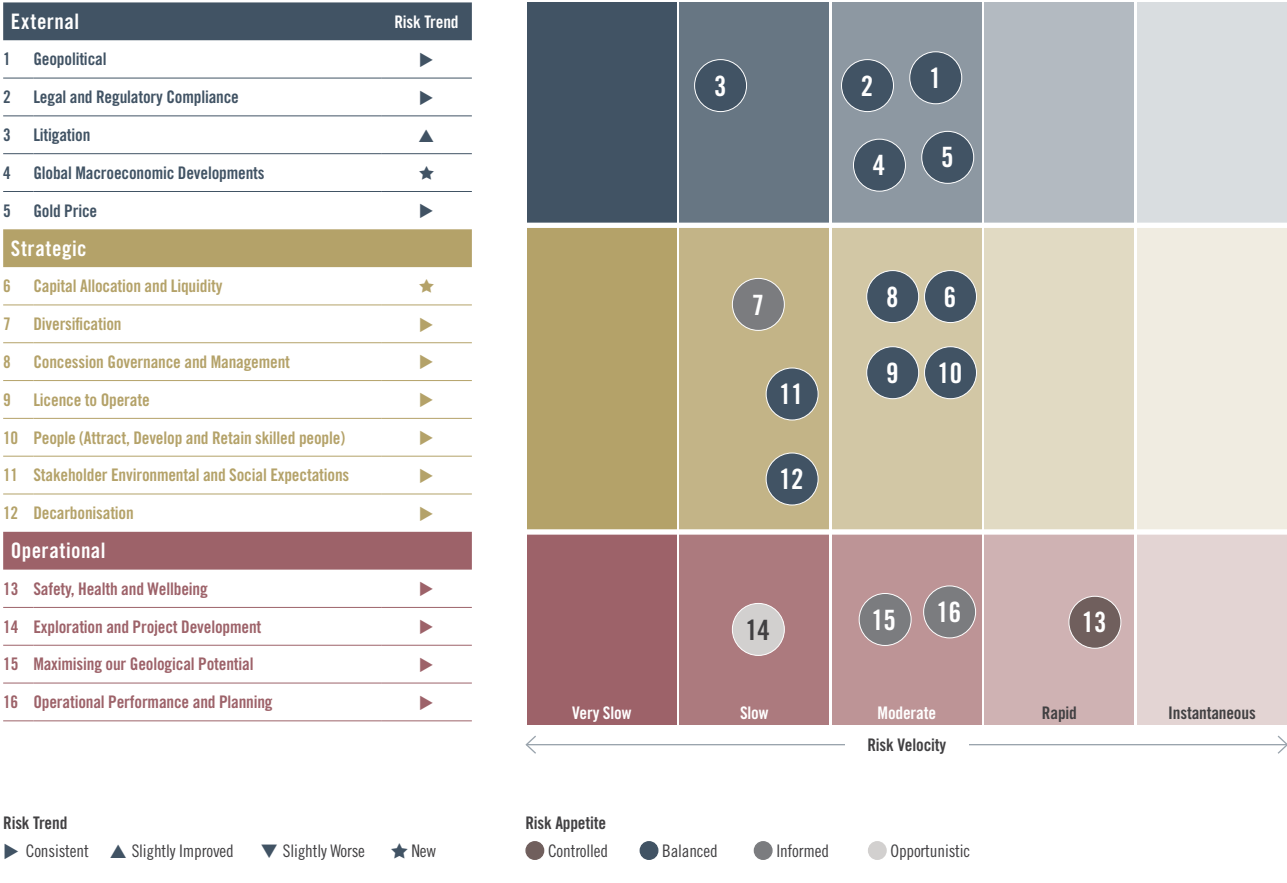 External Risk Trend
1 Geopolitical
2 Legal and Regulatory Compliance
3 Litigation
4 Global Macroeconomic Developments
5 Gold Price
Strategic
6 Capital Allocation and Liquidity
7 Diversification
8 Concession Governance and Management
9 Licence to Operate
10 People (Attract, Develop and Retain skilled people)
11 Stakeholder Environmental and Social Expectations
12 Decarbonisation
Operational
13 Safety, Health and Wellbeing
14 Exploration and Project Development
15 Maximising our Geological Potential
16 Operational Performance and Planning
3 2 1
4 5
7 8 6
11 9 10
12
14 15 16 13
Very Slow Slow Moderate Rapid Instantaneous
Risk Velocity
Risk Trend
Consistent Slightly Improved Slightly Worse New
Risk Appetite
Controlled Balanced Informed Opportunistic